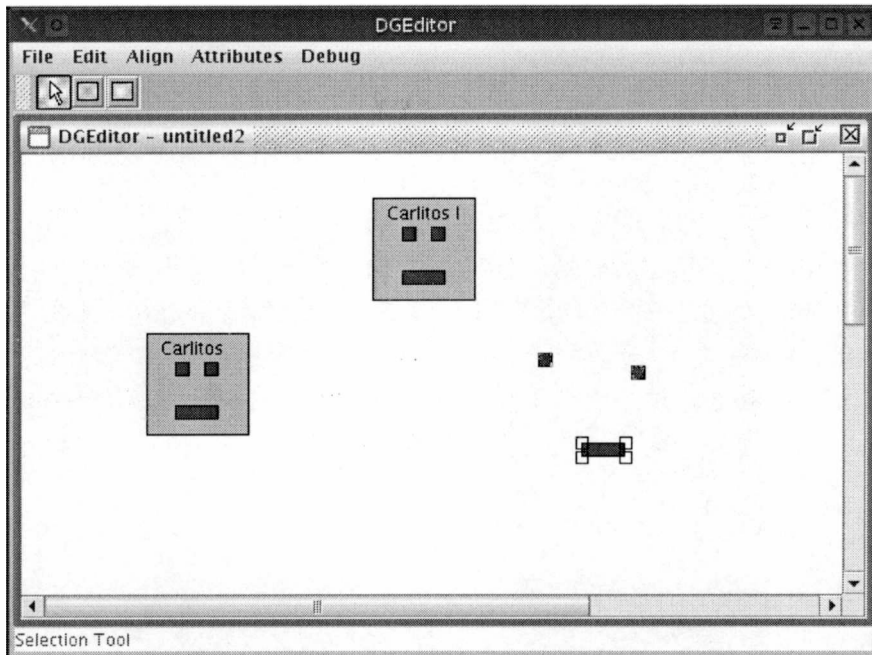 DGEditor
File Edit Align Attributes Debug
DGEditor - untitled2
Carlitos I
Carlitos
Selection Tool